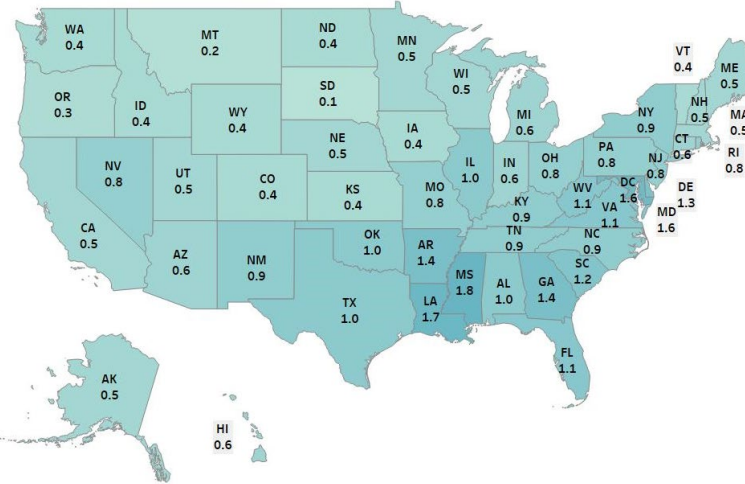 WA
0.4
MT
0.2
ND
0.4
MN
0.5
VT
0.4
ME
0.5
OR
0.3
ID
0.4
SD
0.1
WI
0.5
NH
0.5
MA
0.5
WY
0.4
MI
0.6
NY
0.9
CT
0.6
RI
0.8
NV
0.8
NE
0.5
IA
0.4
PA
0.8
NJ
0.8
UT
0.5
CO
0.4
KS
0.4
IL
1.0
IN
0.6
OH
0.8
DC
1.6
DE
1.3
CA
0.5
MO
0.8
WV
1.1
VA
1.1
MD
1.6
KY
0.9
AZ
0.6
NM
0.9
OK
1.0
AR
1.4
TN
0.9
NC
0.9
SC
1.2
TX
1.0
LA
1.7
MS
1.8
AL
1.0
GA
1.4
FL
1.1
AK
0.5
HI
0.6